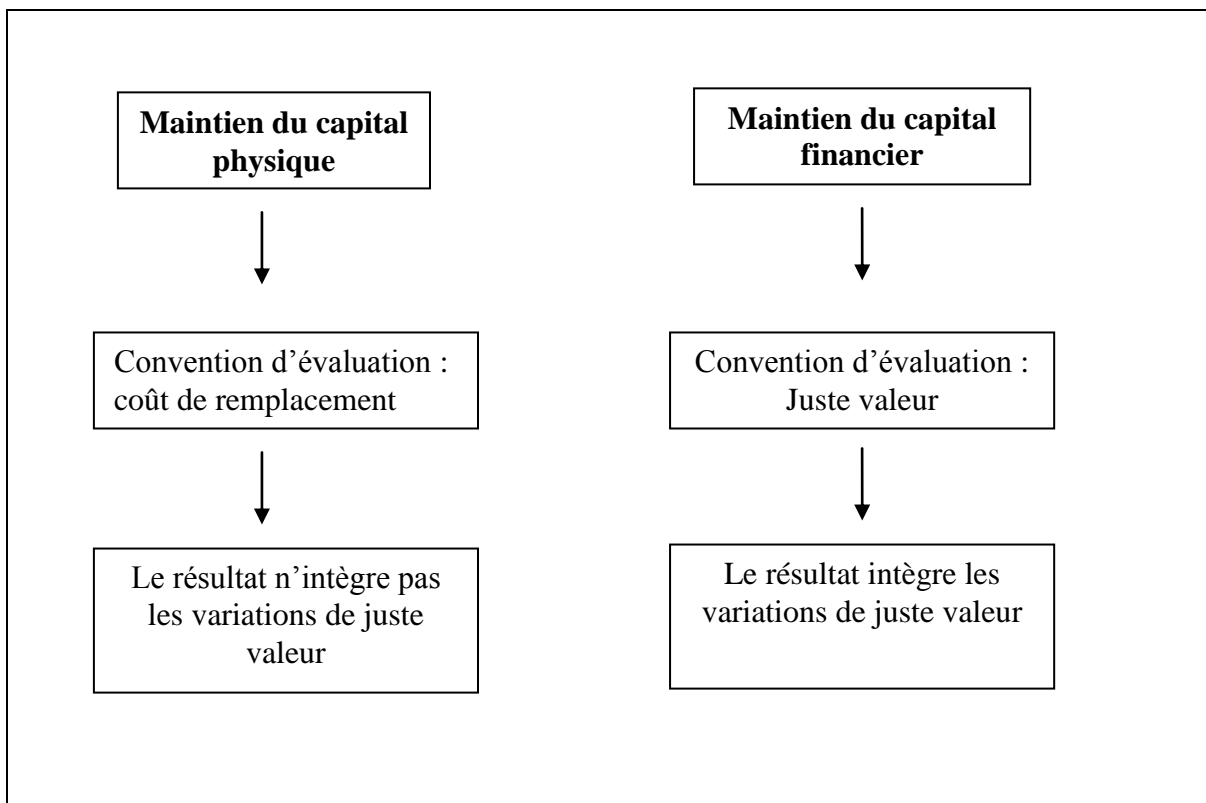 Maintien du capital
physique
Convention d’évaluation :
coût de remplacement
Le résultat n’intègre pas
les variations de juste
valeur
Maintien du capital
financier
Convention d’évaluation :
Juste valeur
Le résultat intègre les
variations de juste valeur